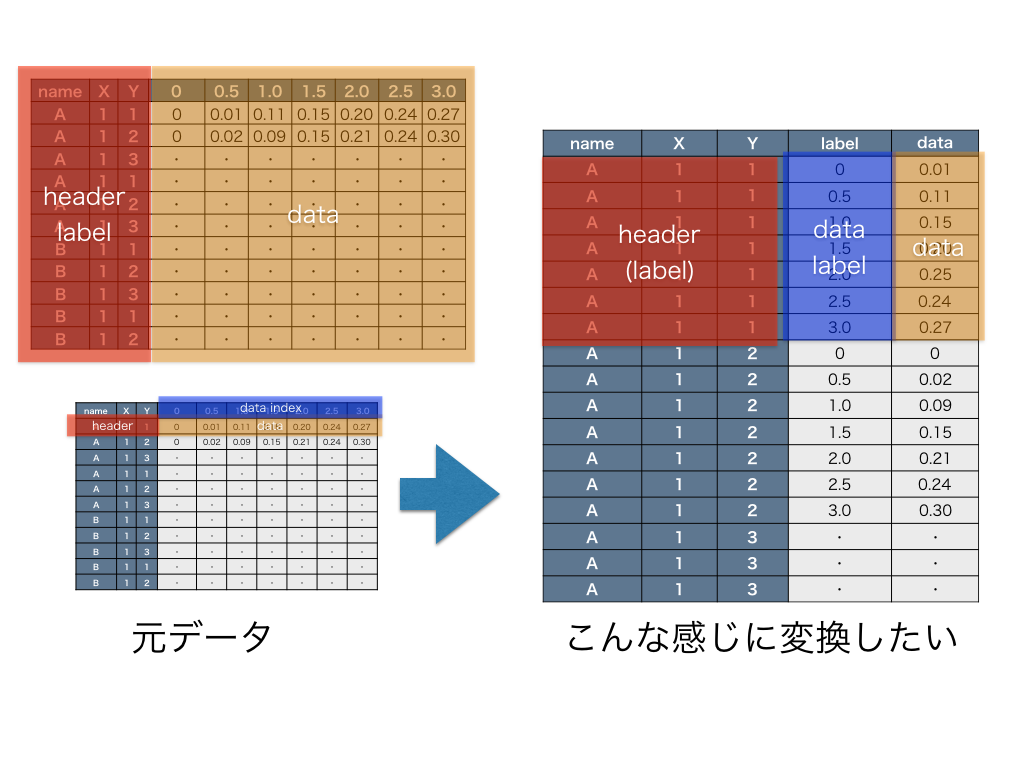 name X Y 0 0.5 1.0 1.5 2.0 2.5 3.0
A 1 1 0 0.01 0.11 0.15 0.20 0.24 0.27
A 1 2 0 0.02 0.09 0.15 0.21 0.24 0.30
A 1 3 · · · · · · ·
A 1 1 · · · · · · ·
A 1 2 · · · · · · ·
A 1 3 · · · · · · ·
B 1 1 · · · · · · ·
B 1 2 · · · · · · ·
B 1 3 · · · · · · ·
B 1 1 · · · · · · ·
B 1 2 · · · · · · ·
header
label
data
name X Y 0 0.5 1.0 2.0 2.5 3.0
data index
header
data
1 0 0.01 0.11 0.20 0.24 0.27
A 1 2 0 0.02 0.09 0.15 0.21 0.24 0.30
A 1 3 · · · · · · ·
A 1 1 · · · · · · ·
A 1 2 · · · · · · ·
A 1 3 · · · · · · ·
B 1 1 · · · · · · ·
B 1 2 · · · · · · ·
B 1 3 · · · · · · ·
B 1 1 · · · · · · ·
B 1 2 · · · · · · ·
元データ
name X Y label data
A 1 1 0 0.01
A 1 1 0.5 0.11
A 1 1 1.0 0.15
A 1 1 1.5 0.20
A 1 1 2.0 0.25
A 1 1 2.5 0.24
A 1 1 3.0 0.27
header
(label)
data
label
data
A 1 2 0 0
A 1 2 0.5 0.02
A 1 2 1.0 0.09
A 1 2 1.5 0.15
A 1 2 2.0 0.21
A 1 2 2.5 0.24
A 1 2 3.0 0.30
A 1 3 · ·
A 1 3 · ·
A 1 3 · ·
こんな感じに変換したい